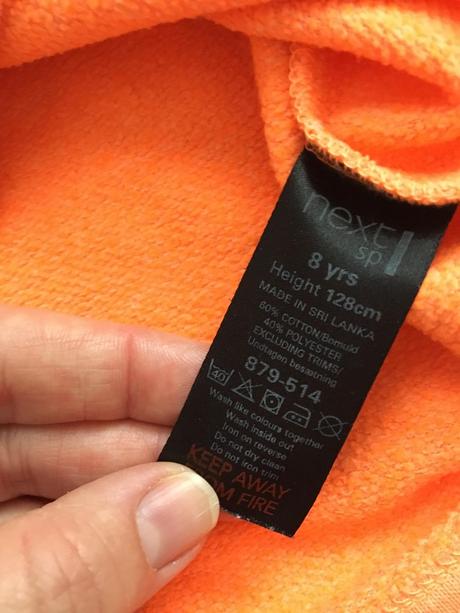 next
sp
8 yrs
Height 128cm
MADE IN SRI LANKA
60% COTTON/Bomuld
40% POLYESTER
EXCLUDING TRIMS/
Undtagen besætning
879-514
40
Wash like colours together
Wash inside out
Iron on reverse
Do not dry clean
Do not iron trim
KEEP AWAY
FROM FIRE